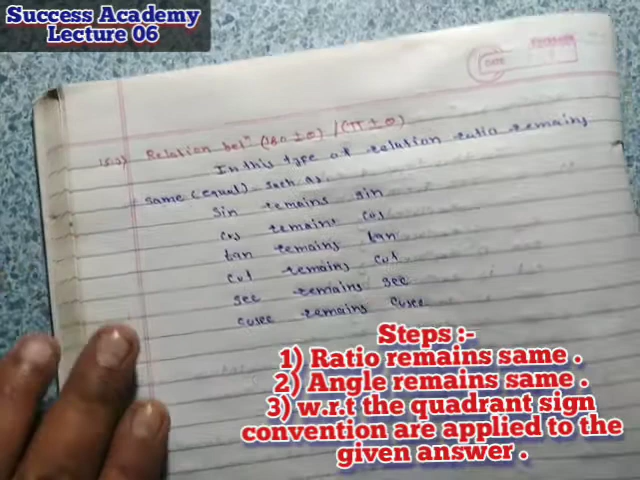 Success Academy
Lecture 06
DATE
Relation betn (180 ± θ) / (π ± θ)
In this type of relation ratio remains
same (equal) such as.
sin remains sin
cos remains cos
tan remains tan
cot remains cot
sec remains sec
cosec remains cosec
Steps :-
1) Ratio remains same .
2) Angle remains same .
3) w.r.t the quadrant sign
convention are applied to the
given answer .